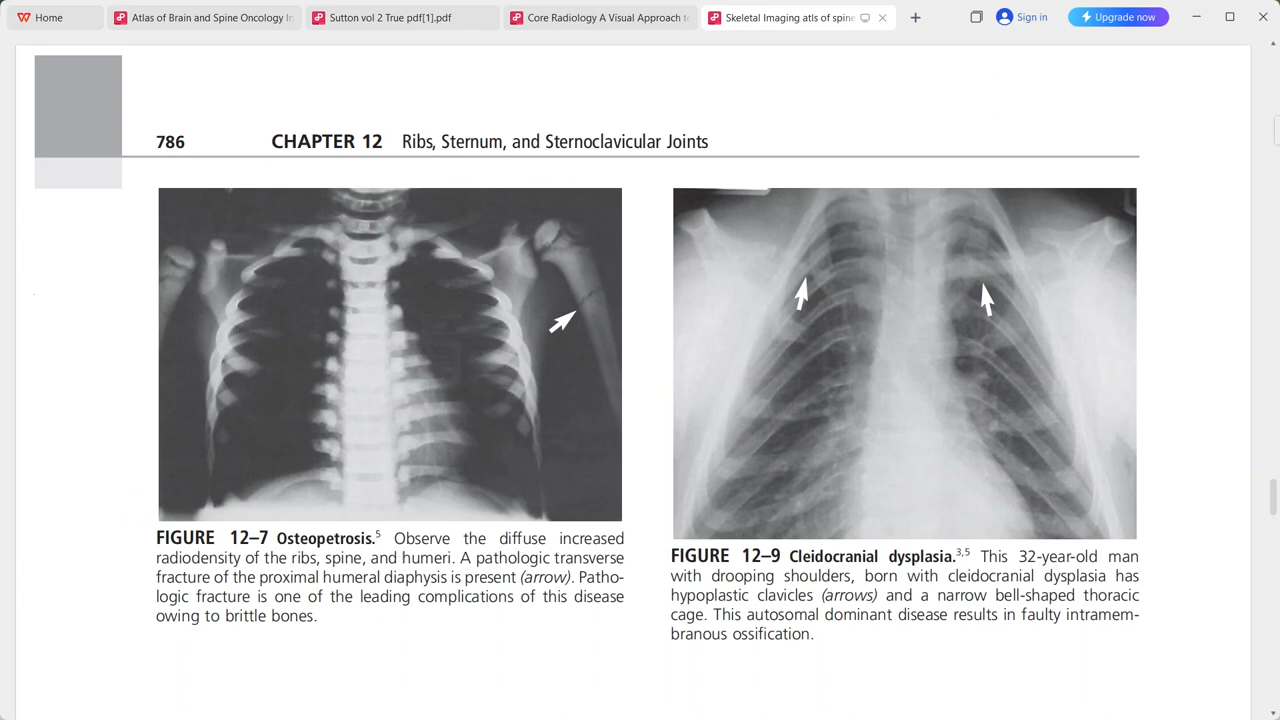 Home
Atlas of Brain and Spine Oncology I
Sutton vol 2 True pdf[1].pdf
Core Radiology A Visual Approach to
Skeletal Imaging atls of spine
Sign in
Upgrade now
786 CHAPTER 12 Ribs, Sternum, and Sternoclavicular Joints
FIGURE 12–7 Osteopetrosis.5 Observe the diffuse increased
radiodensity of the ribs, spine, and humeri. A pathologic transverse
fracture of the proximal humeral diaphysis is present (arrow). Patho-
logic fracture is one of the leading complications of this disease
owing to brittle bones.
FIGURE 12–9 Cleidocranial dysplasia.3,5 This 32-year-old man
with drooping shoulders, born with cleidocranial dysplasia has
hypoplastic clavicles (arrows) and a narrow bell-shaped thoracic
cage. This autosomal dominant disease results in faulty intramem-
branous ossification.